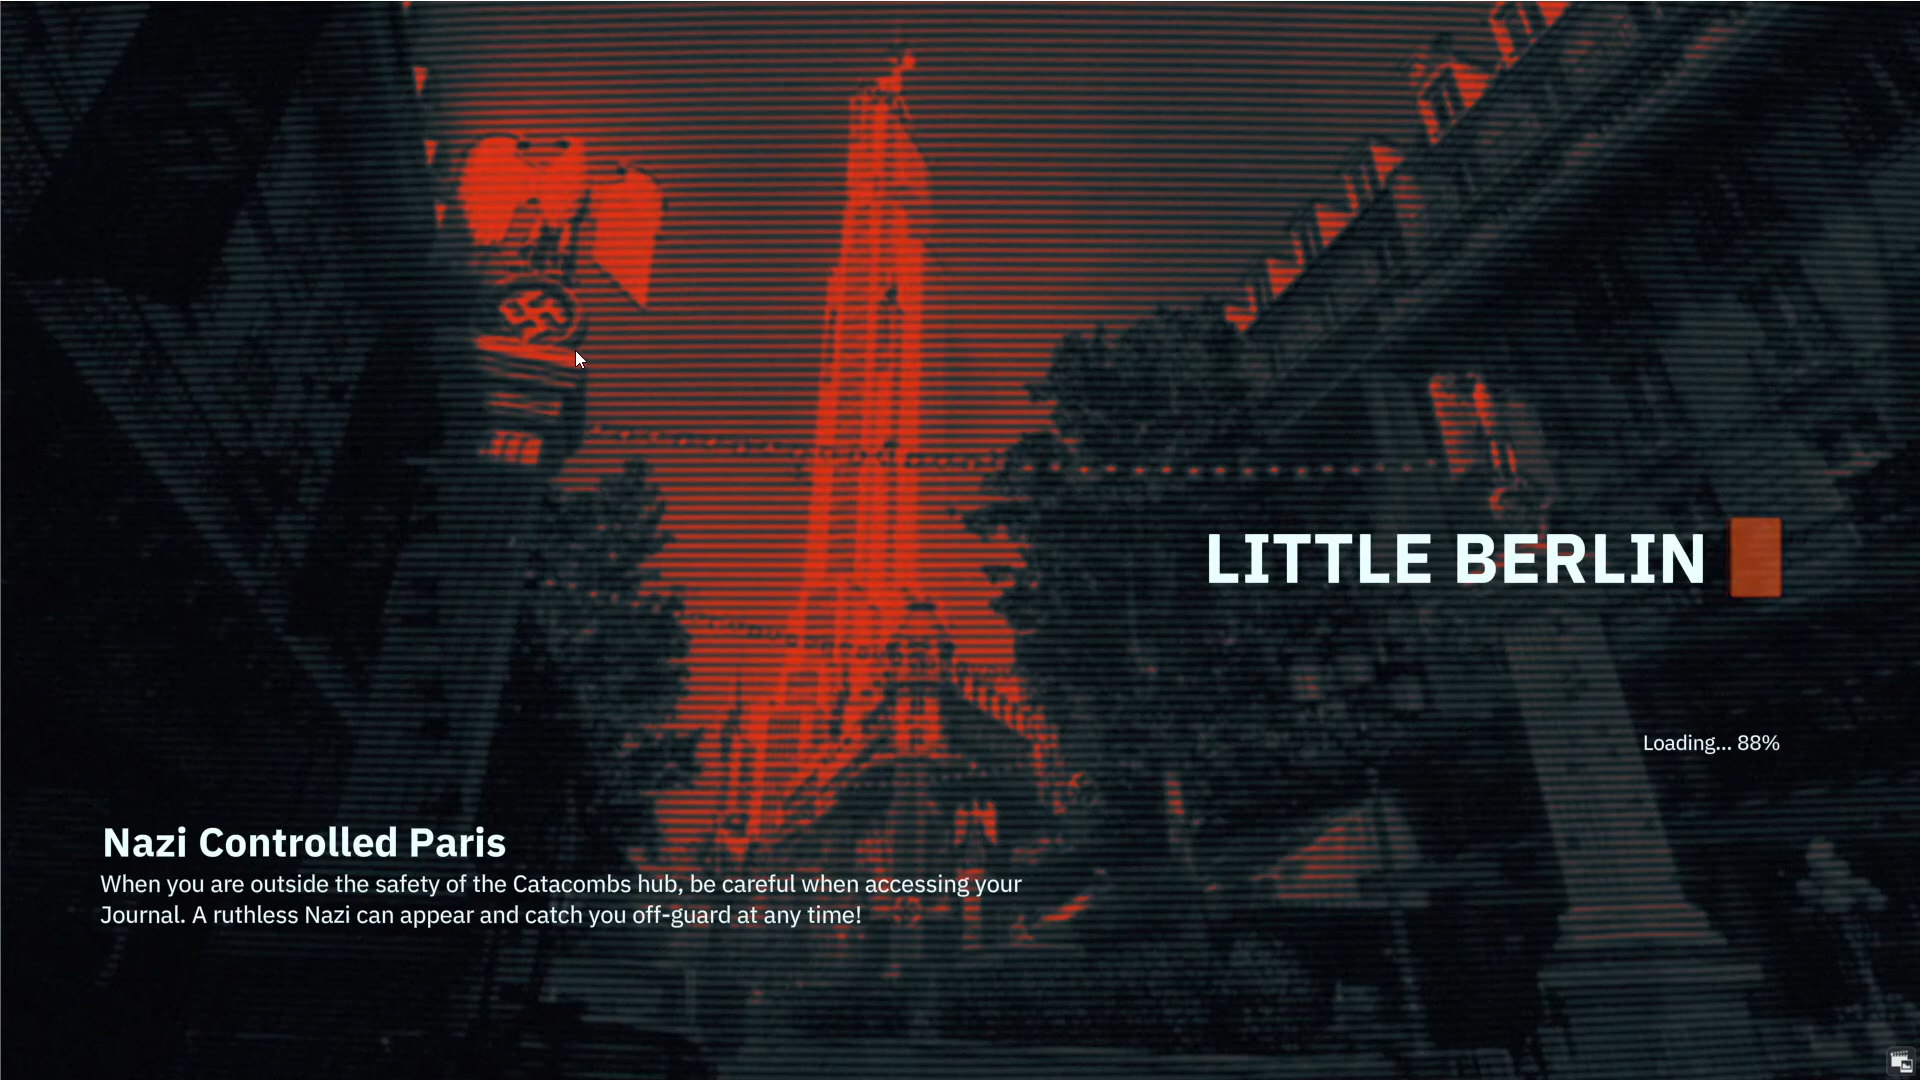 LITTLE BERLIN
Loading... 88%
Nazi Controlled Paris
When you are outside the safety of the Catacombs hub, be careful when accessing your
Journal. A ruthless Nazi can appear and catch you off-guard at any time!